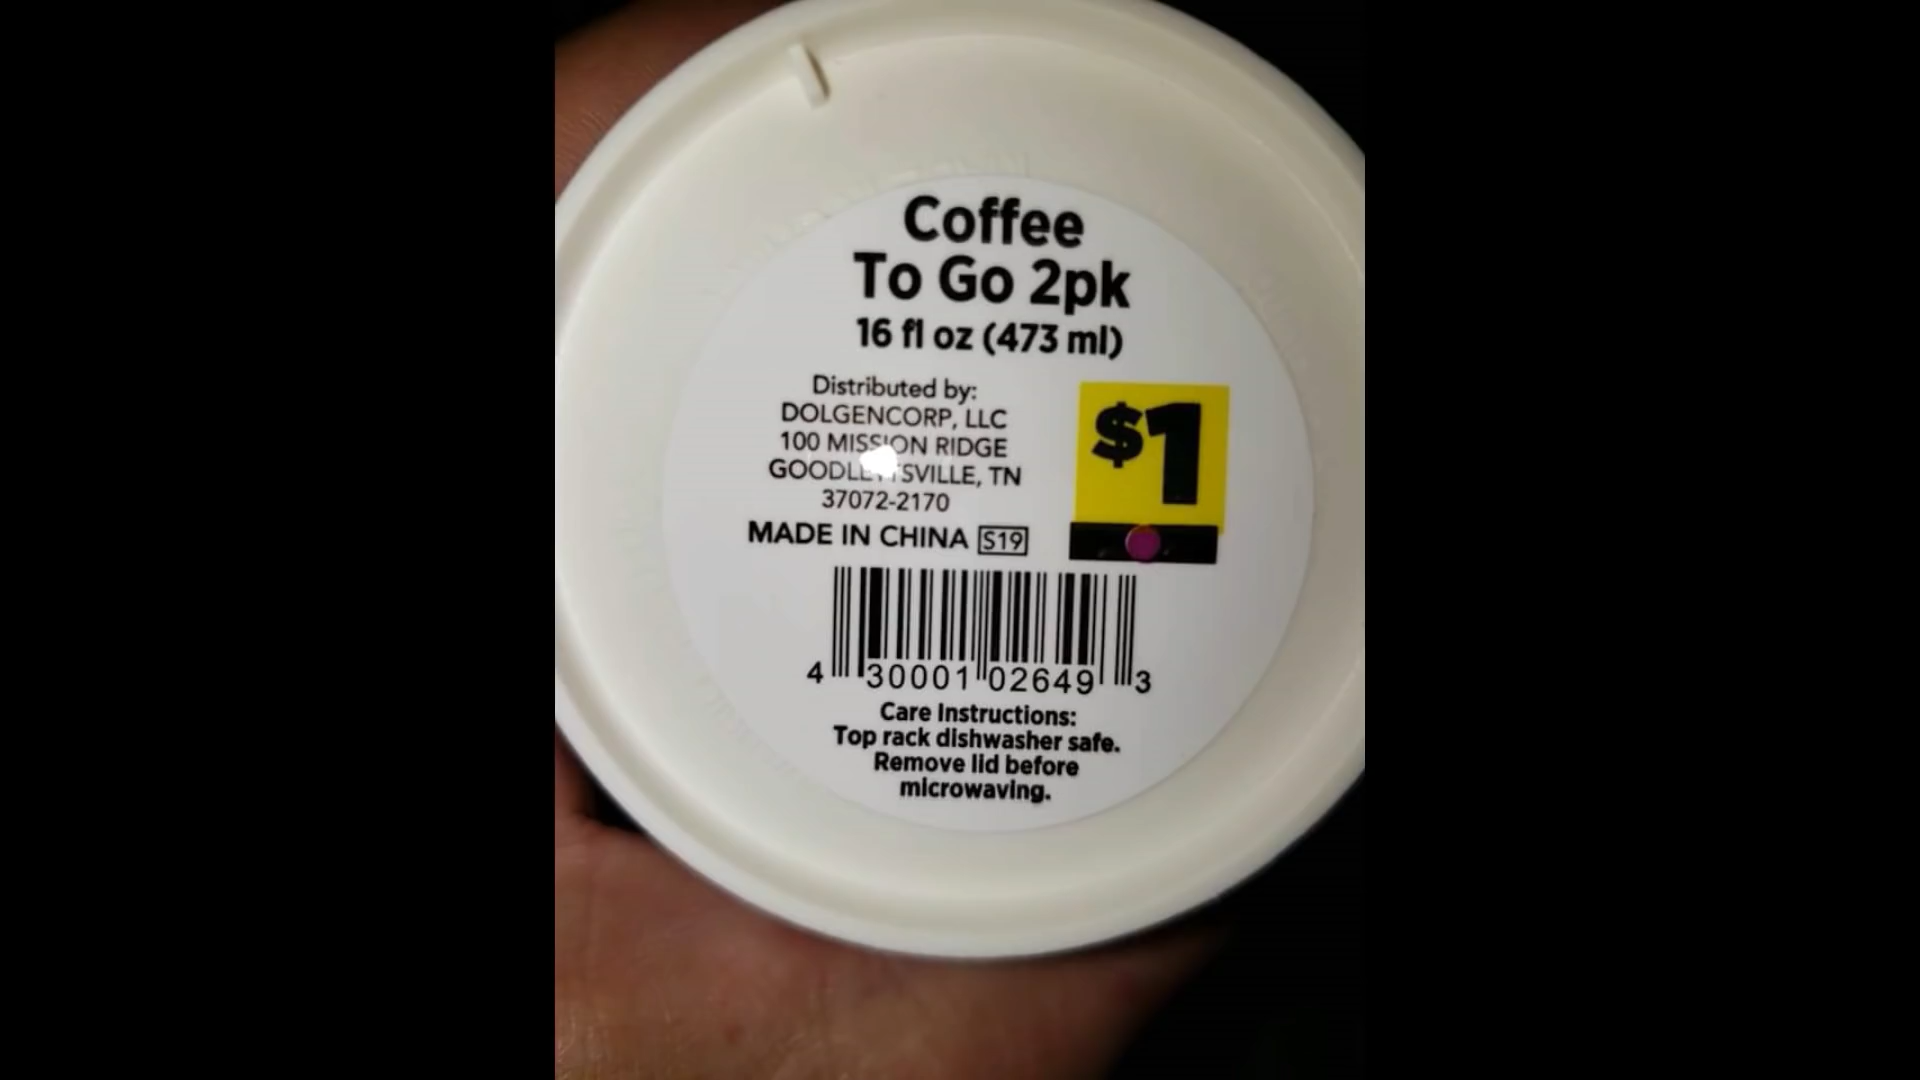 Coffee
To Go 2pk
16 fl oz (473 ml)
Distributed by:
DOLGENCORP, LLC
100 MISSION RIDGE
GOODLETTSVILLE, TN
37072-2170
MADE IN CHINA S19
$1
4 30001 02649 3
Care Instructions:
Top rack dishwasher safe.
Remove lid before
microwaving.